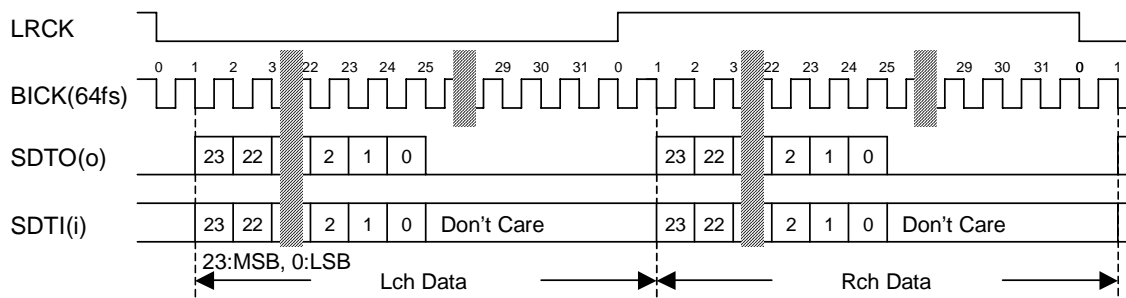 LRCK
0 1 2 3 22 23 24 25 29 30 31 0 1 2 3 22 23 24 25 29 30 31 0 1
BICK(64fs)
SDTO(o) 23 22 2 1 0 23 22 2 1 0
SDTI(i) 23 22 2 1 0 Don't Care 23 22 2 1 0 Don't Care
23:MSB, 0:LSB
Lch Data Rch Data